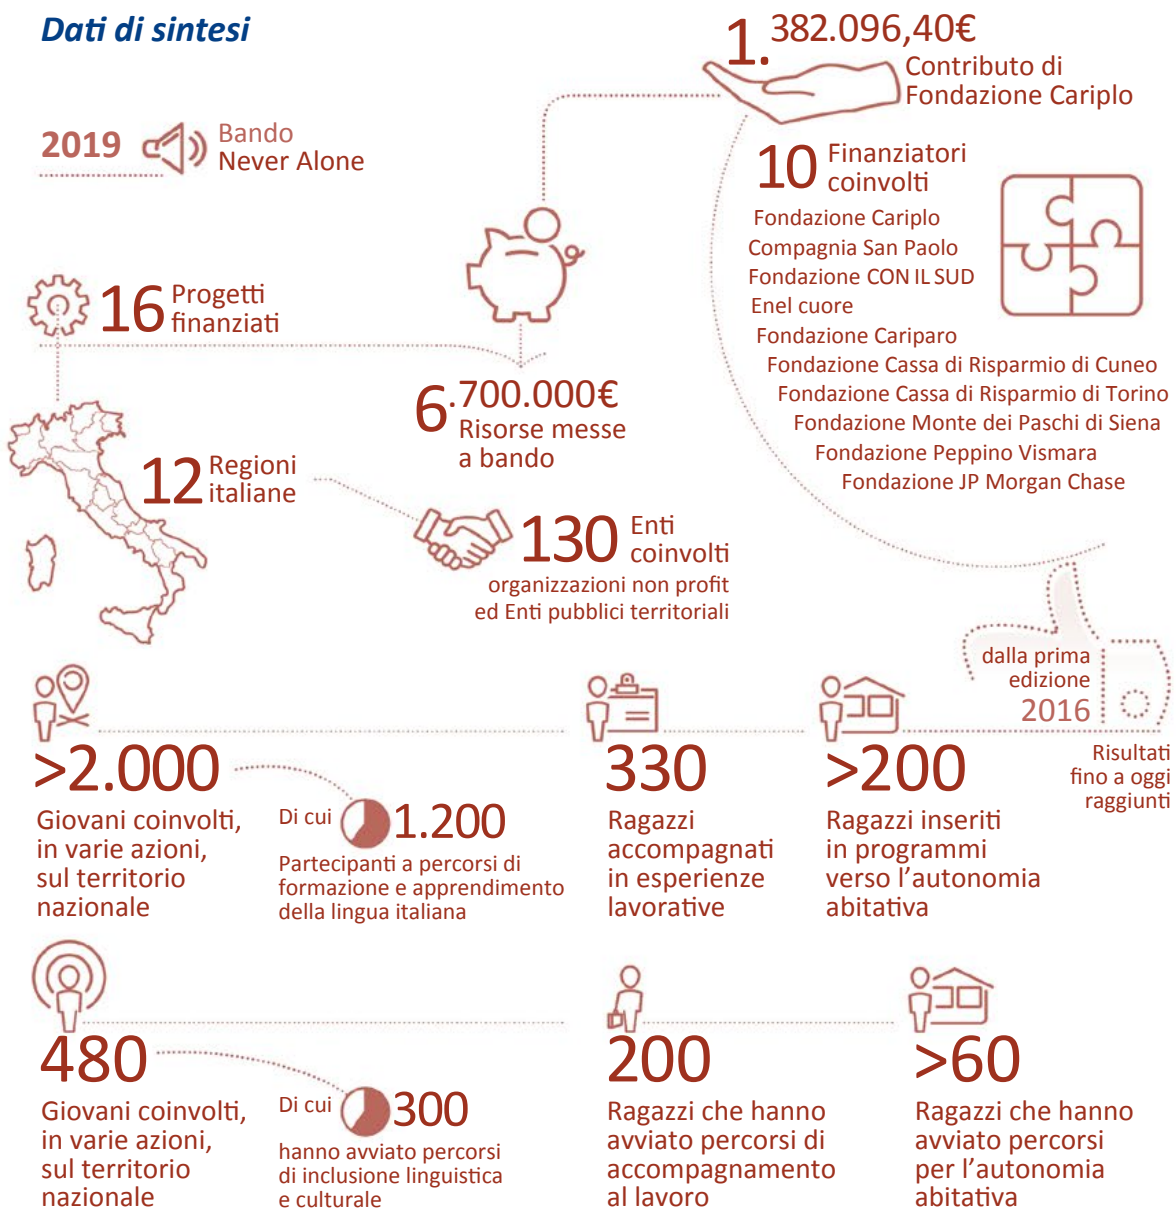 Dati di sintesi
1.382.096,40€
Contributo di
Fondazione Cariplo
2019
Bando
Never Alone
10 Finanziatori
coinvolti
Fondazione Cariplo
Compagnia San Paolo
Fondazione CON IL SUD
Enel cuore
Fondazione Cariparo
Fondazione Cassa di Risparmio di Cuneo
Fondazione Cassa di Risparmio di Torino
Fondazione Monte dei Paschi di Siena
Fondazione Peppino Vismara
Fondazione JP Morgan Chase
16 Progetti
finanziati
6.700.000€
Risorse messe
a bando
12 Regioni
italiane
130 Enti
coinvolti
organizzazioni non profit
ed Enti pubblici territoriali
dalla prima
edizione
2016
Risultati
fino a oggi
raggiunti
>2.000
Giovani coinvolti,
in varie azioni,
sul territorio
nazionale
Di cui 1.200
Partecipanti a percorsi di
formazione e apprendimento
della lingua italiana
330
Ragazzi
accompagnati
in esperienze
lavorative
>200
Ragazzi inseriti
in programmi
verso l'autonomia
abitativa
480
Giovani coinvolti,
in varie azioni,
sul territorio
nazionale
Di cui 300
hanno avviato percorsi
di inclusione linguistica
e culturale
200
Ragazzi che hanno
avviato percorsi di
accompagnamento
al lavoro
>60
Ragazzi che hanno
avviato percorsi
per l'autonomia
abitativa